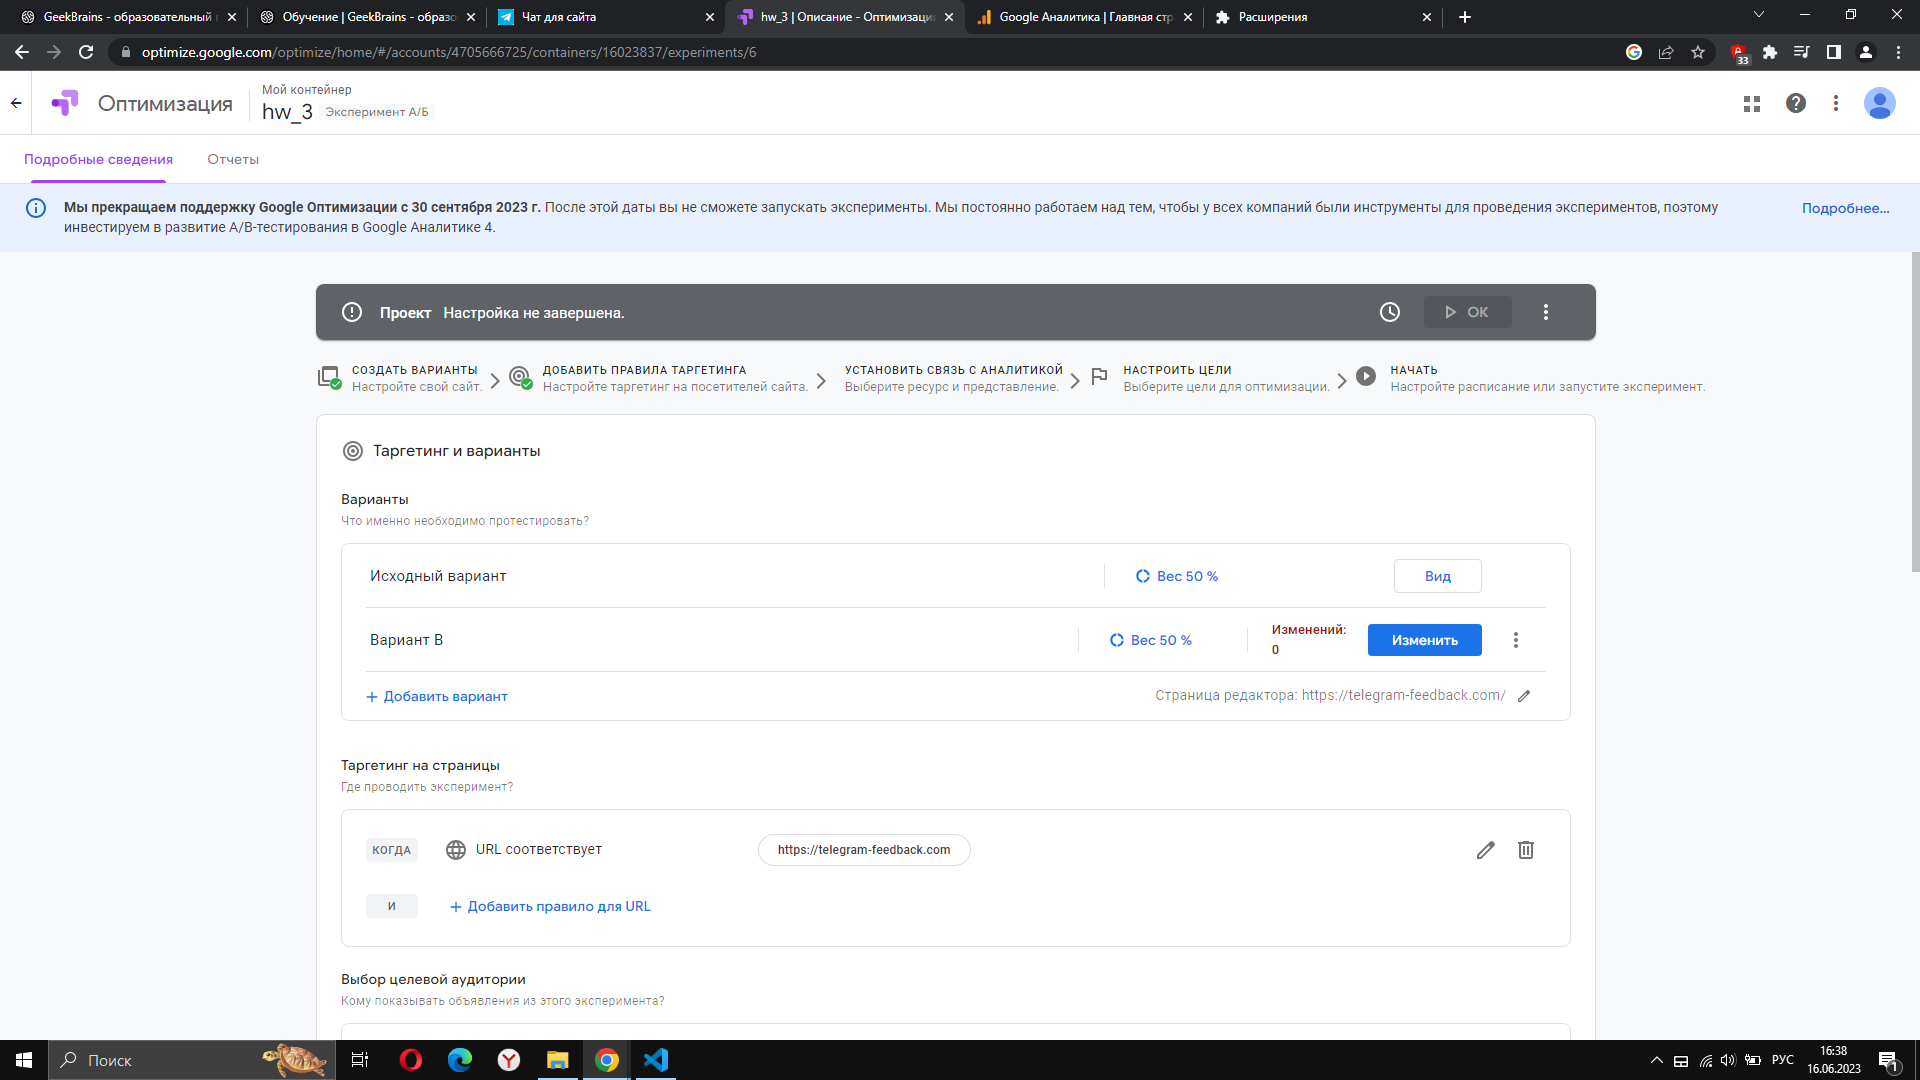 GeekBrains - образовательный
Обучение | GeekBrains - образо
Чат для сайта
hw_3 | Описание - Оптимизаци
Google Аналитика | Главная стр
Расширения
optimize.google.com/optimize/home/#/accounts/4705666725/containers/16023837/experiments/6
33
Оптимизация
Мой контейнер
hw_3 Эксперимент А/Б
Подробные сведения
Отчеты
Мы прекращаем поддержку Google Оптимизации с 30 сентября 2023 г. После этой даты вы не сможете запускать эксперименты. Мы постоянно работаем над тем, чтобы у всех компаний были инструменты для проведения экспериментов, поэтому
инвестируем в развитие A/B-тестирования в Google Аналитике 4.
Подробнее...
Проект Настройка не завершена.
ОК
СОЗДАТЬ ВАРИАНТЫ
Настройте свой сайт.
ДОБАВИТЬ ПРАВИЛА ТАРГЕТИНГА
Настройте таргетинг на посетителей сайта.
УСТАНОВИТЬ СВЯЗЬ С АНАЛИТИКОЙ
Выберите ресурс и представление.
НАСТРОИТЬ ЦЕЛИ
Выберите цели для оптимизации.
НАЧАТЬ
Настройте расписание или запустите эксперимент.
Таргетинг и варианты
Варианты
Что именно необходимо протестировать?
Исходный вариант
Вес 50 %
Вид
Вариант B
Вес 50 %
Изменений:
0
Изменить
+ Добавить вариант
Страница редактора: https://telegram-feedback.com/
Таргетинг на страницы
Где проводить эксперимент?
КОГДА
URL соответствует
https://telegram-feedback.com
И
+ Добавить правило для URL
Выбор целевой аудитории
Кому показывать объявления из этого эксперимента?
Поиск
РУС
16:38
16.06.2023
1